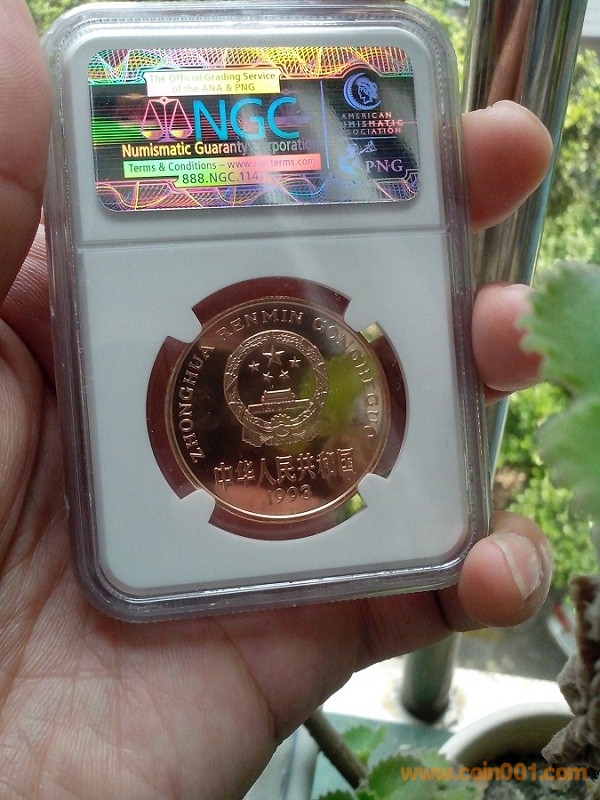 The Official Grading Service
of the ANA & PNG
NGC
Numismatic Guaranty Corporation
Terms & Conditions – www.ngcterms.com
888.NGC.114
AMERICAN
NUMISMATIC
ASSOCIATION
PNG
ZHONGHUA RENMIN GONGHEGUO
中华人民共和国
1998
www.coin001.com